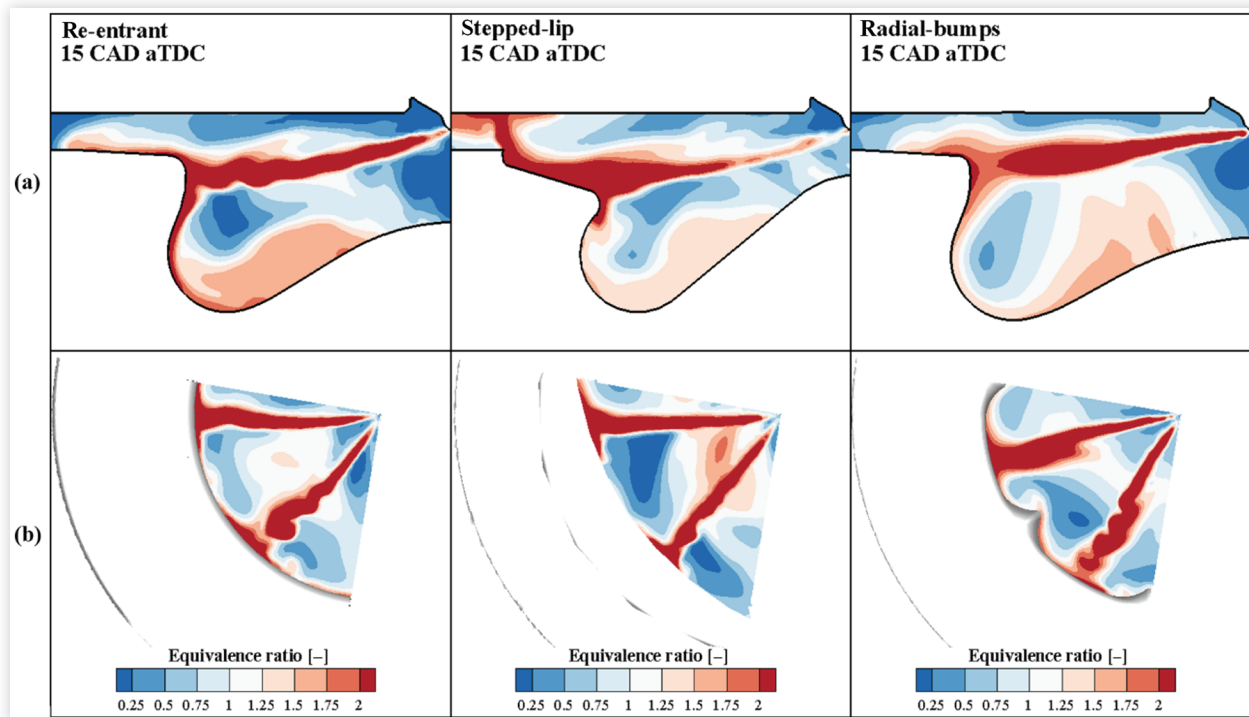 Re-entrant
15 CAD aTDC
Stepped-lip
15 CAD aTDC
Radial-bumps
15 CAD aTDC
(a)
(b)
Equivalence ratio [–]
0.25 0.5 0.75 1 1.25 1.5 1.75 2
Equivalence ratio [–]
0.25 0.5 0.75 1 1.25 1.5 1.75 2
Equivalence ratio [–]
0.25 0.5 0.75 1 1.25 1.5 1.75 2